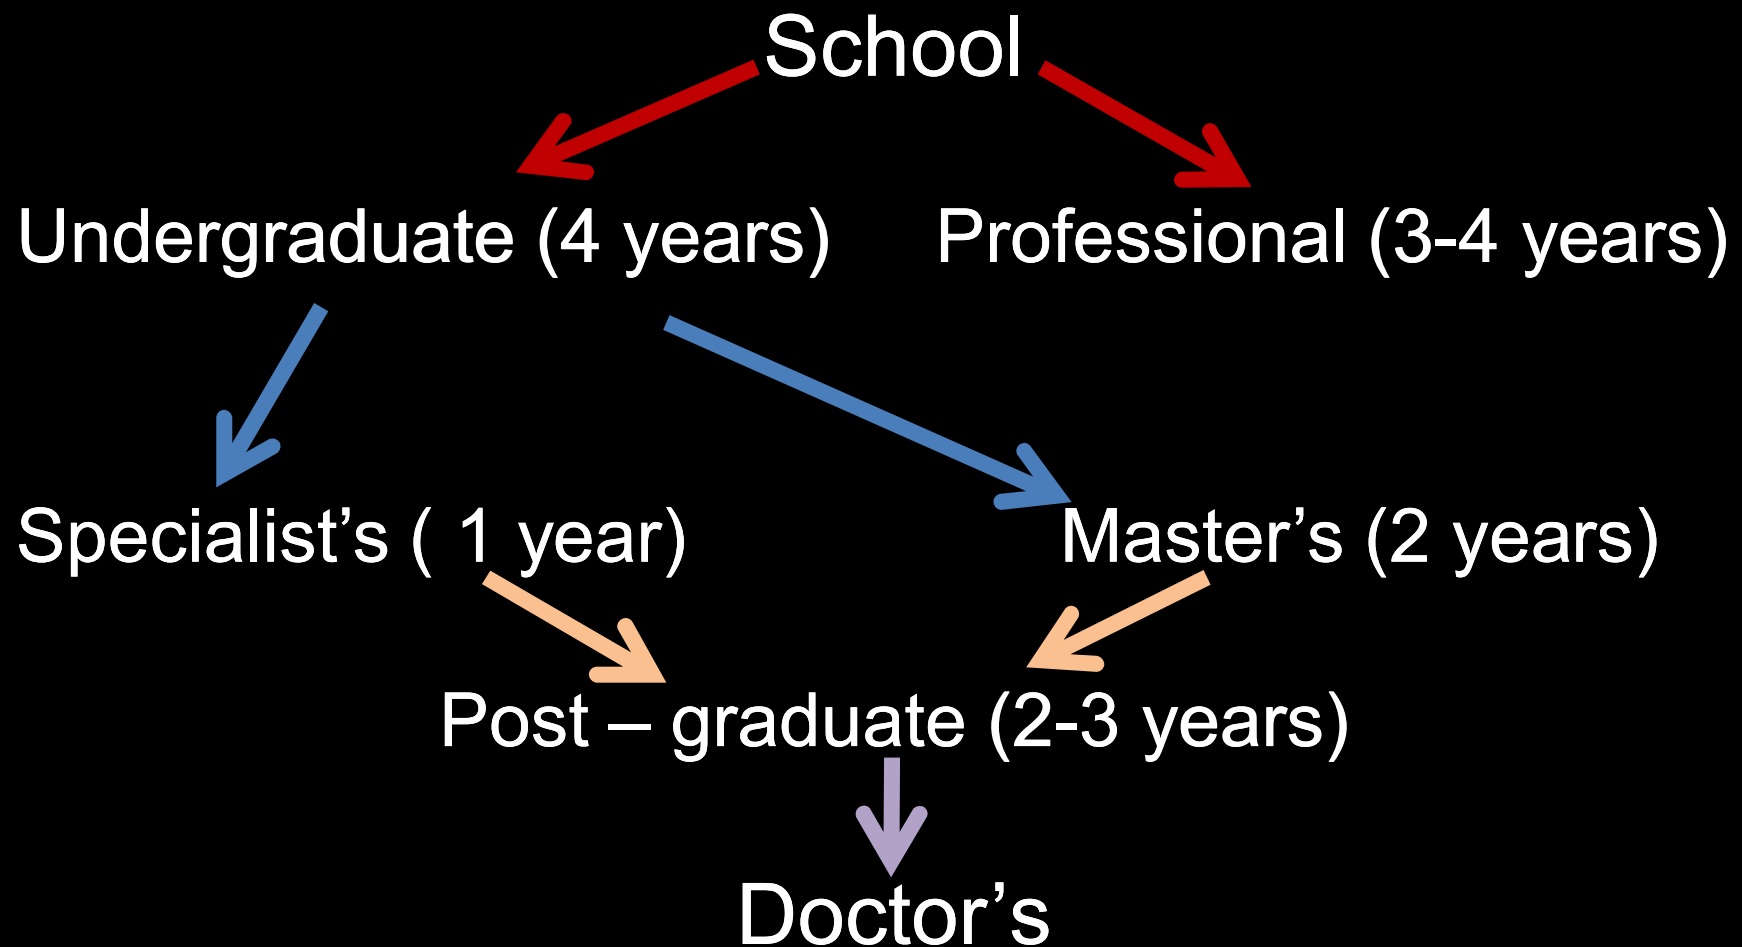 School
Undergraduate (4 years)
Professional (3-4 years)
Specialist’s ( 1 year)
Master’s (2 years)
Post – graduate (2-3 years)
Doctor’s